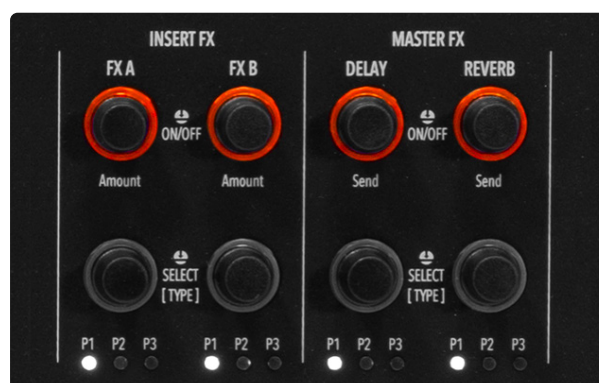 INSERT FX MASTER FX
FX A FX B DELAY REVERB
ON/OFF ON/OFF
Amount Amount Send Send
SELECT SELECT
[ TYPE ] [ TYPE ]
P1 P2 P3 P1 P2 P3 P1 P2 P3 P1 P2 P3